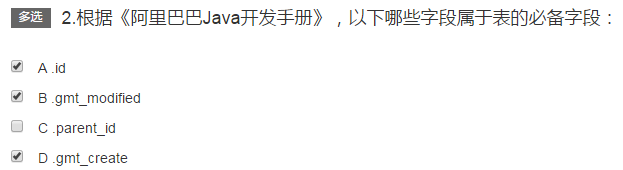 多选 2.根据《阿里巴巴Java开发手册》，以下哪些字段属于表的必备字段：
A .id
B .gmt_modified
C .parent_id
D .gmt_create